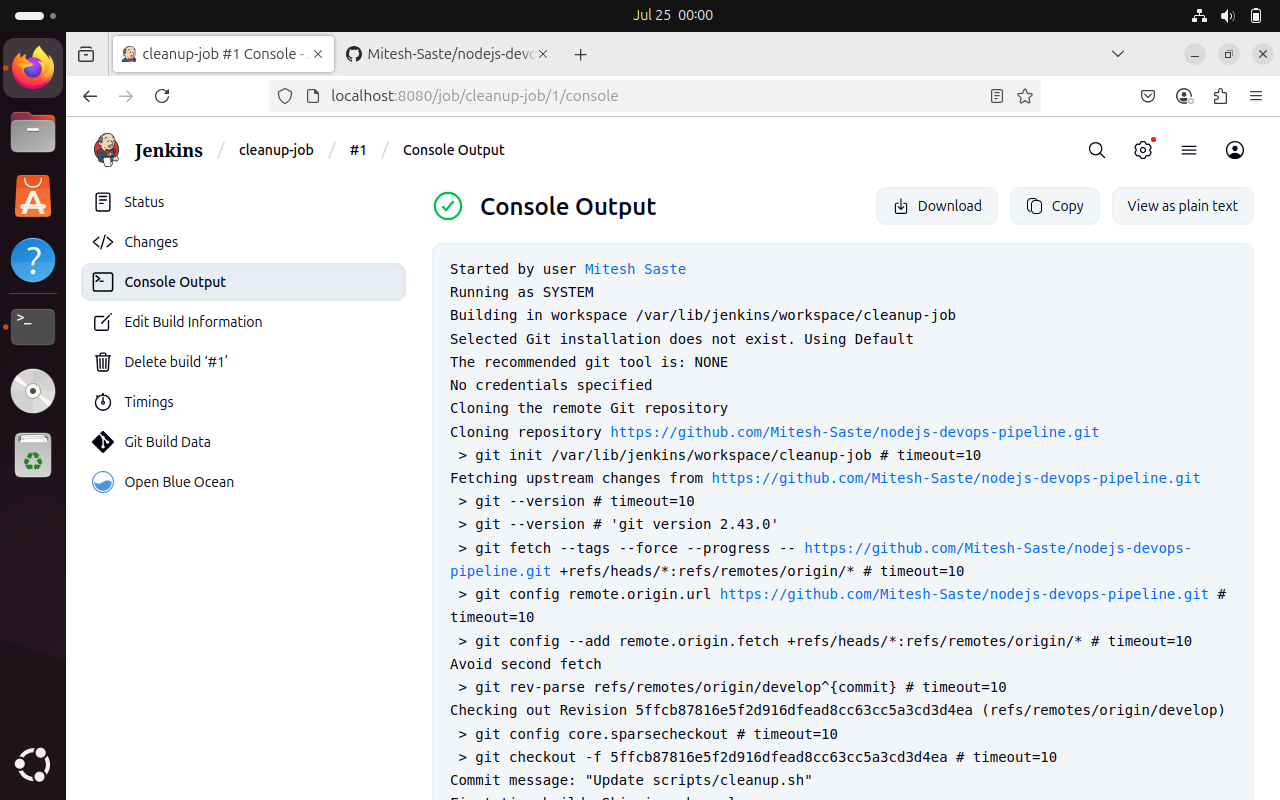 Jul 25 00:00
cleanup-job #1 Console -
Mitesh-Saste/nodejs-devo
localhost:8080/job/cleanup-job/1/console
Jenkins / cleanup-job / #1 / Console Output
Status
Changes
Console Output
Edit Build Information
Delete build ‘#1’
Timings
Git Build Data
Open Blue Ocean
Console Output
Download
Copy
View as plain text
Started by user Mitesh Saste
Running as SYSTEM
Building in workspace /var/lib/jenkins/workspace/cleanup-job
Selected Git installation does not exist. Using Default
The recommended git tool is: NONE
No credentials specified
Cloning the remote Git repository
Cloning repository https://github.com/Mitesh-Saste/nodejs-devops-pipeline.git
 > git init /var/lib/jenkins/workspace/cleanup-job # timeout=10
Fetching upstream changes from https://github.com/Mitesh-Saste/nodejs-devops-pipeline.git
 > git --version # timeout=10
 > git --version # 'git version 2.43.0'
 > git fetch --tags --force --progress -- https://github.com/Mitesh-Saste/nodejs-devops-
pipeline.git +refs/heads/*:refs/remotes/origin/* # timeout=10
 > git config remote.origin.url https://github.com/Mitesh-Saste/nodejs-devops-pipeline.git #
timeout=10
 > git config --add remote.origin.fetch +refs/heads/*:refs/remotes/origin/* # timeout=10
Avoid second fetch
 > git rev-parse refs/remotes/origin/develop^{commit} # timeout=10
Checking out Revision 5ffcb87816e5f2d916dfead8cc63cc5a3cd3d4ea (refs/remotes/origin/develop)
 > git config core.sparsecheckout # timeout=10
 > git checkout -f 5ffcb87816e5f2d916dfead8cc63cc5a3cd3d4ea # timeout=10
Commit message: "Update scripts/cleanup.sh"